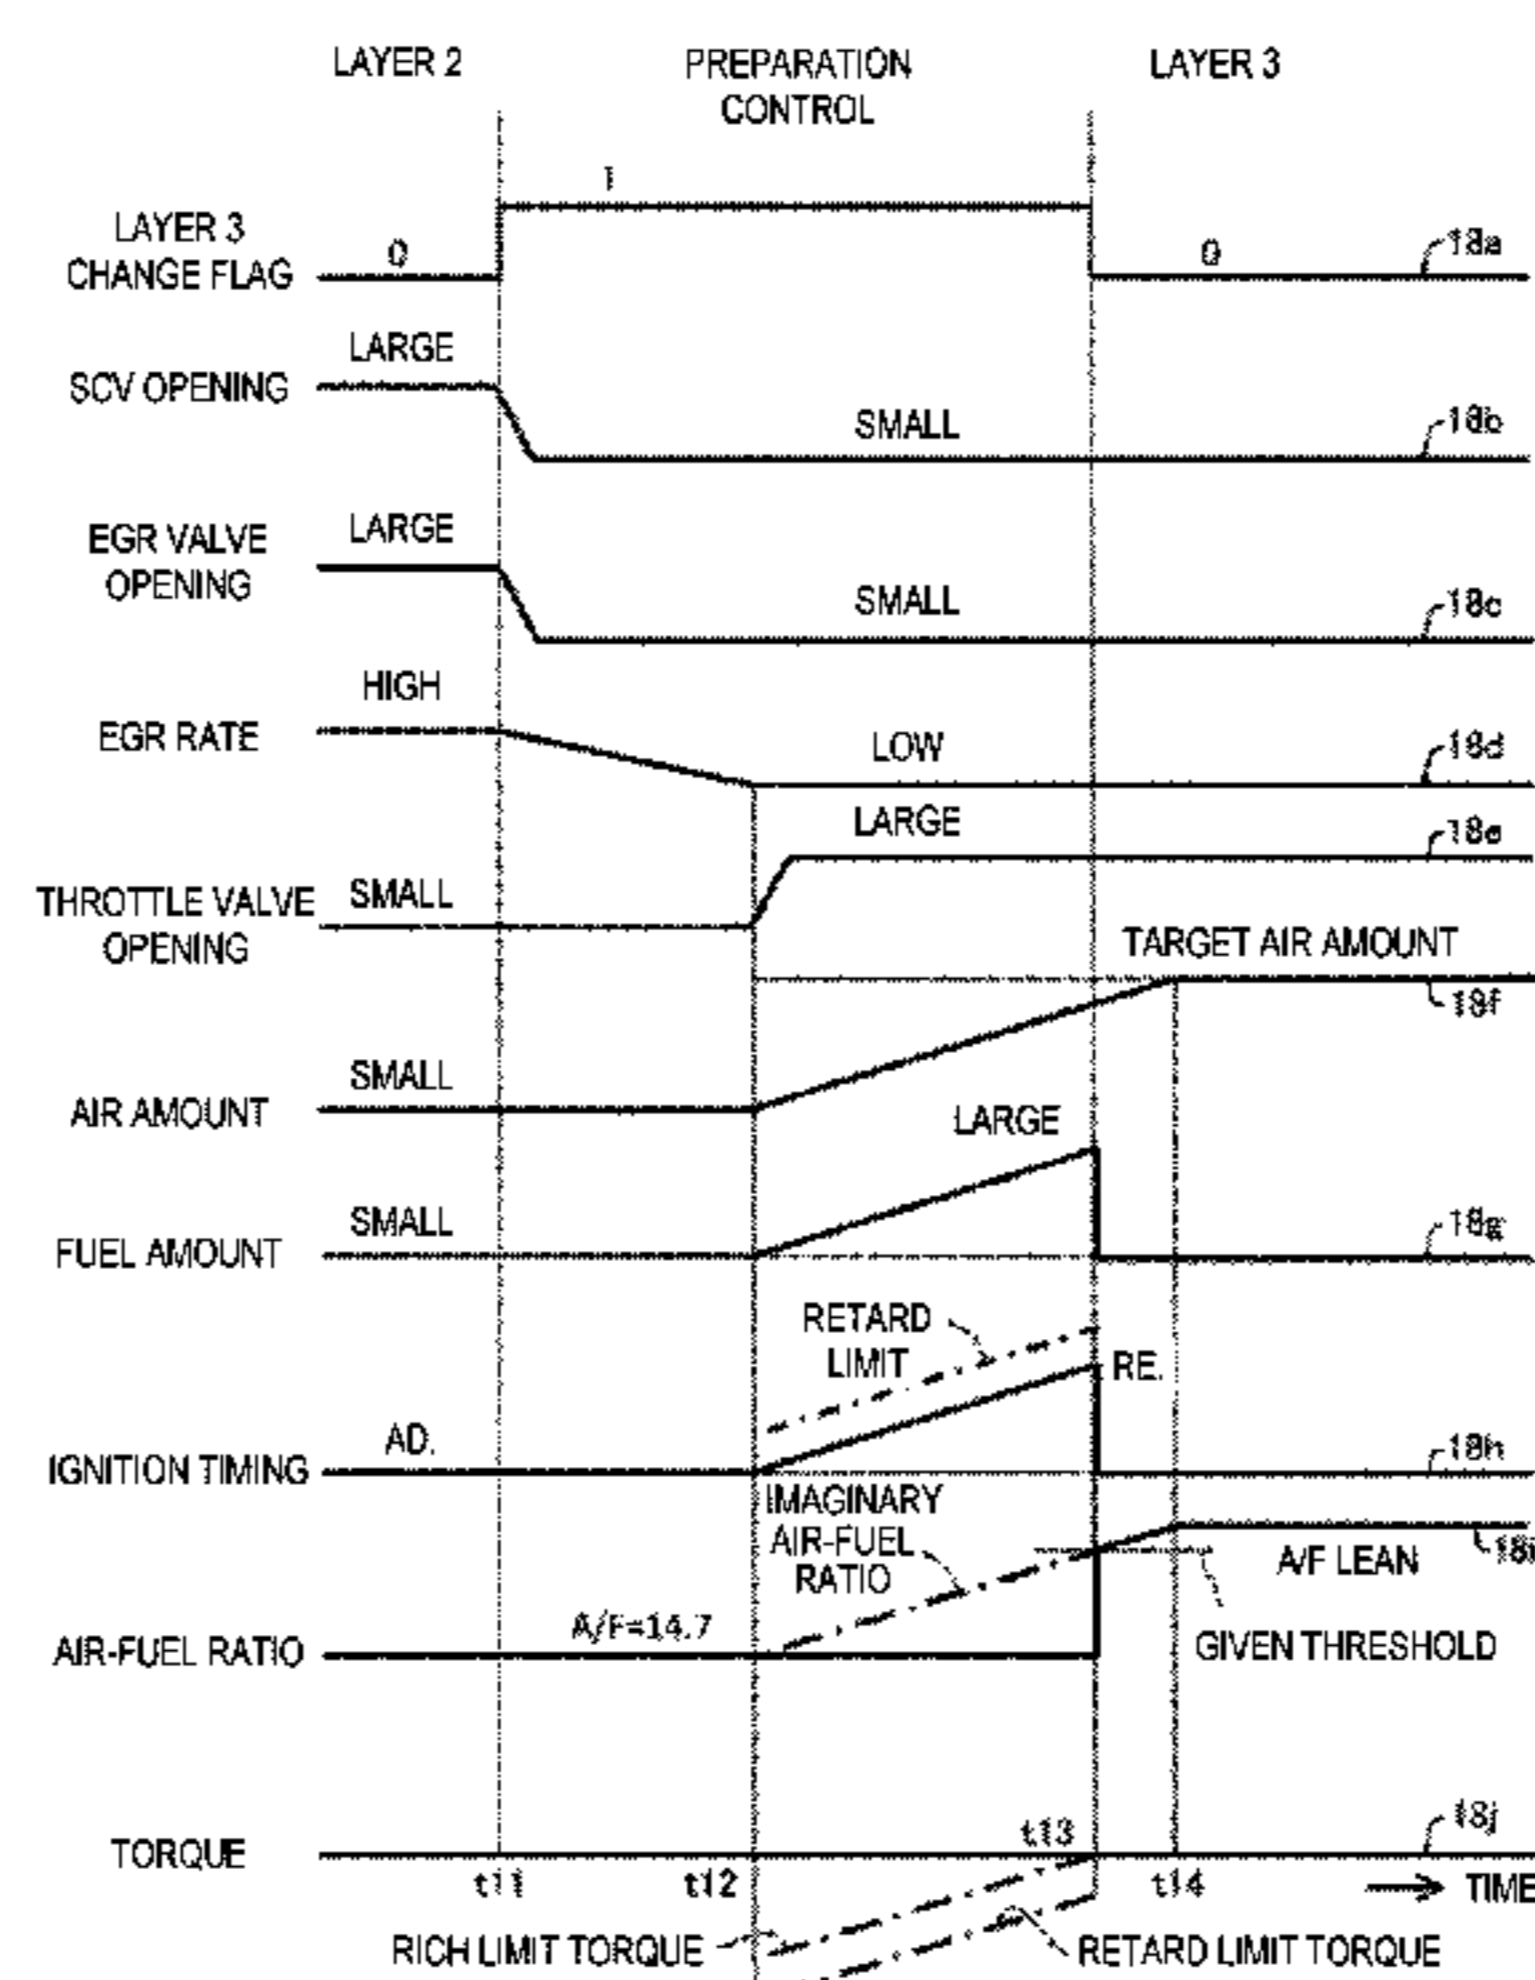 LAYER 2
PREPARATION
CONTROL
LAYER 3
LAYER 3
CHANGE FLAG
0
1
0
18a
SCV OPENING
LARGE
SMALL
18b
EGR VALVE
OPENING
LARGE
SMALL
18c
EGR RATE
HIGH
LOW
18d
THROTTLE VALVE
OPENING
SMALL
LARGE
18e
TARGET AIR AMOUNT
18f
AIR AMOUNT
SMALL
FUEL AMOUNT
SMALL
LARGE
18g
RETARD
LIMIT
RE.
IGNITION TIMING
AD.
18h
IMAGINARY
AIR-FUEL
RATIO
A/F LEAN
18i
AIR-FUEL RATIO
A/F=14.7
GIVEN THRESHOLD
TORQUE
18j
t11
t12
t13
t14
TIME
RICH LIMIT TORQUE
RETARD LIMIT TORQUE